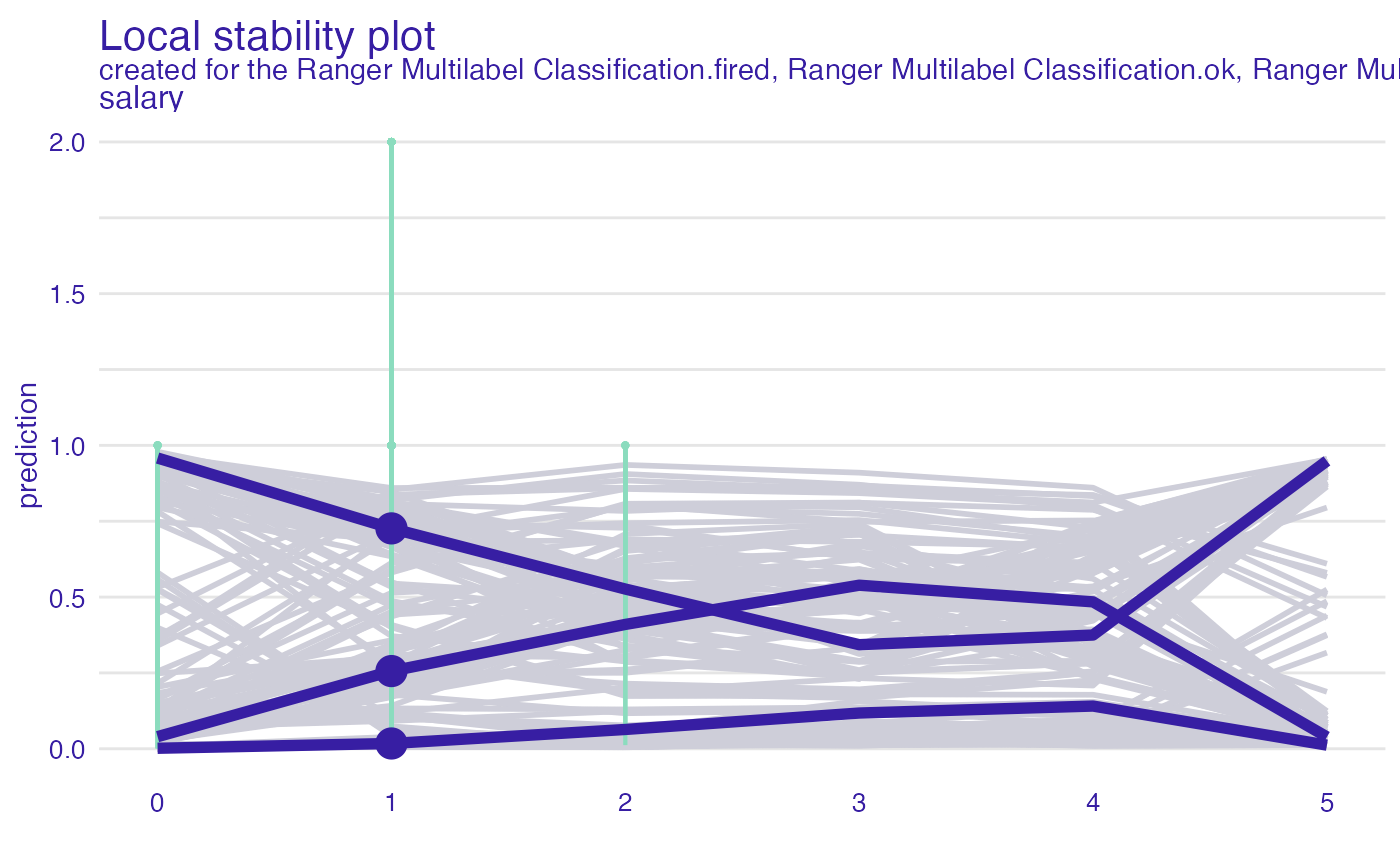 Local stability plot
created for the Ranger Multilabel Classification.fired, Ranger Multilabel Classification.ok, Ranger
salary
2.0
1.5
1.0
0.5
0.0
prediction
0 1 2 3 4 5